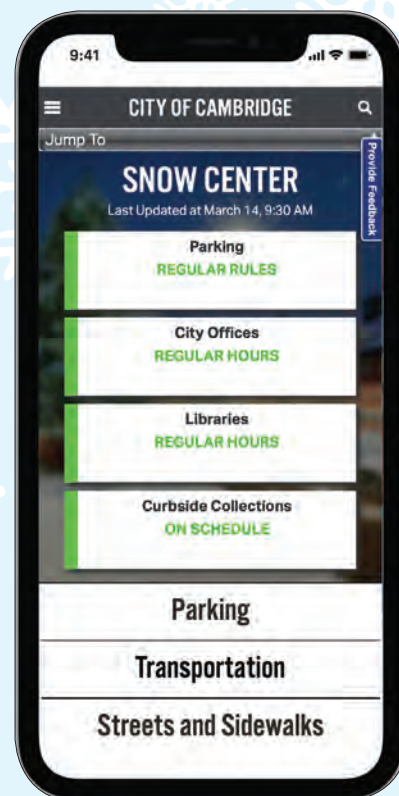 9:41
CITY OF CAMBRIDGE
Jump To
Provide Feedback
SNOW CENTER
Last Updated at March 14, 9:30 AM
Parking
REGULAR RULES
City Offices
REGULAR HOURS
Libraries
REGULAR HOURS
Curbside Collections
ON SCHEDULE
Parking
Transportation
Streets and Sidewalks